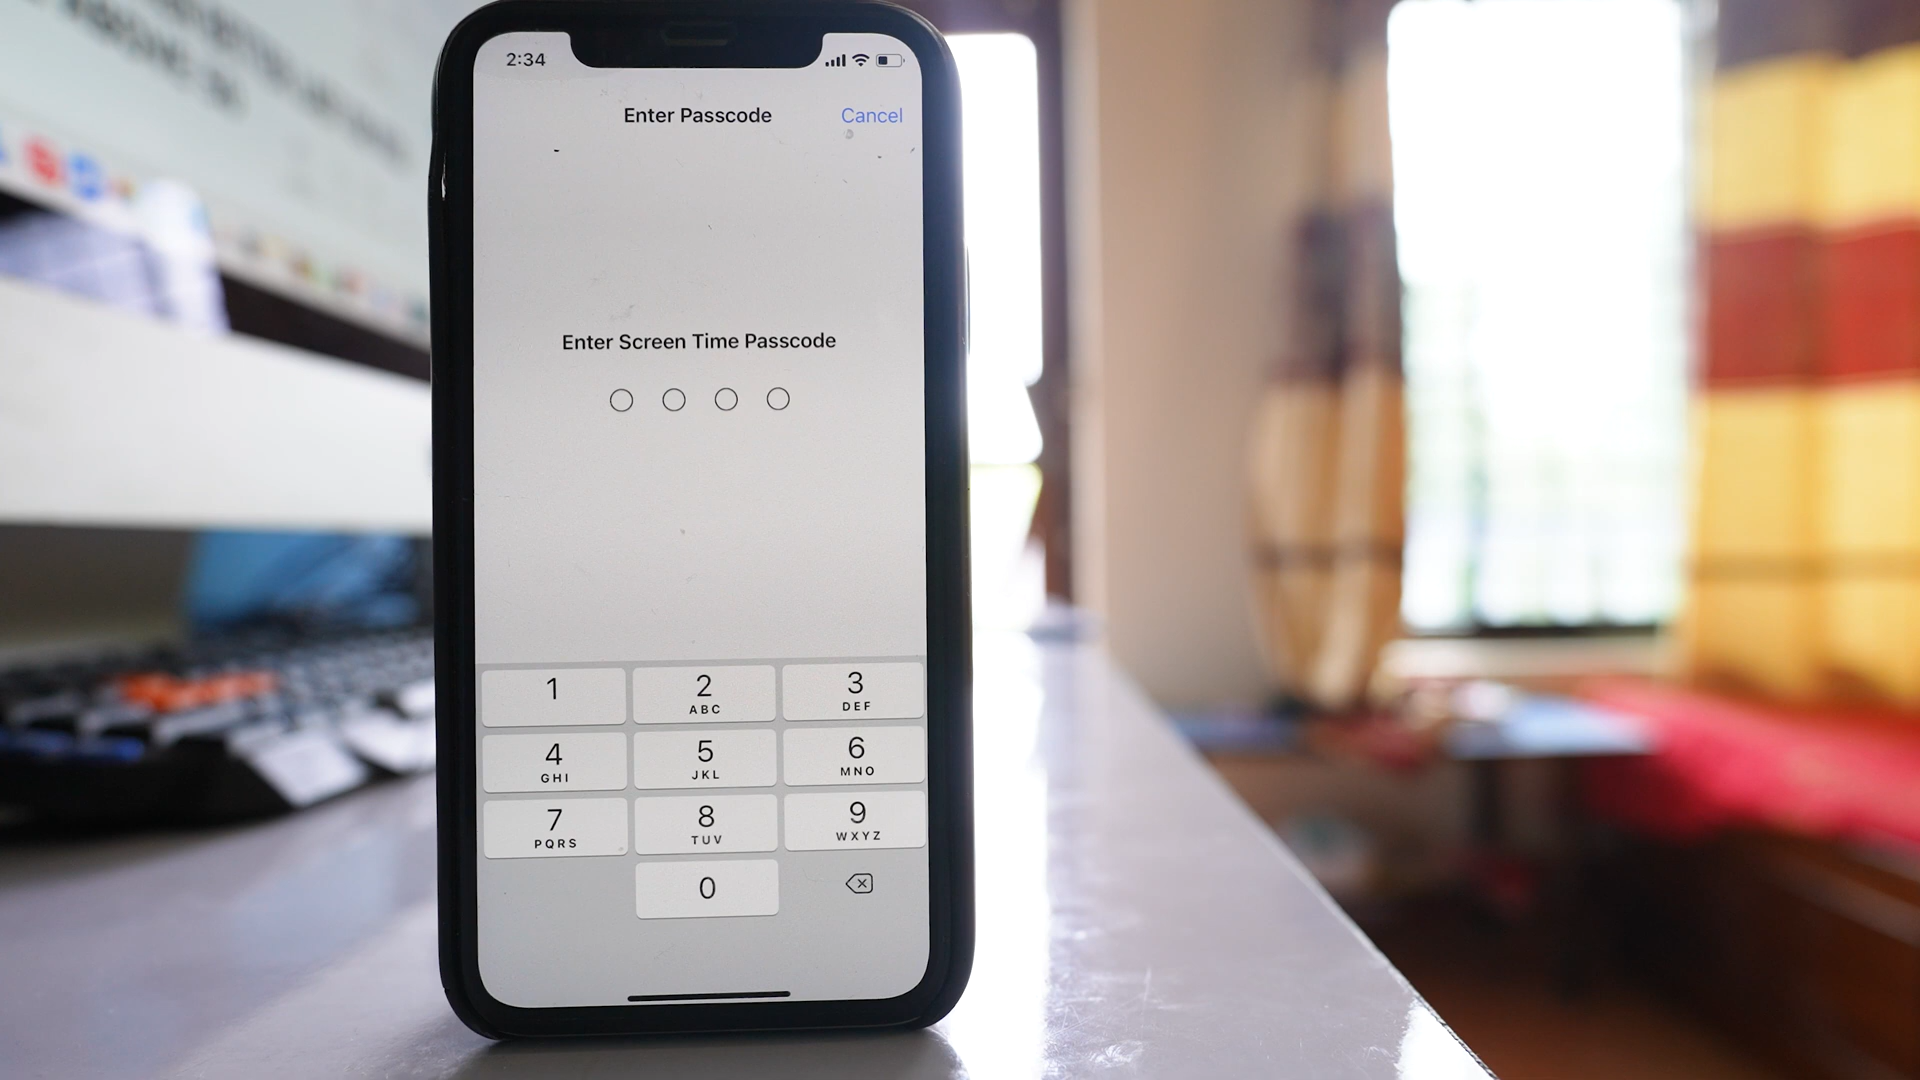 2:34
Enter Passcode Cancel
Enter Screen Time Passcode
1 2 3
ABC DEF
4 5 6
GHI JKL MNO
7 8 9
PQRS TUV WXYZ
0